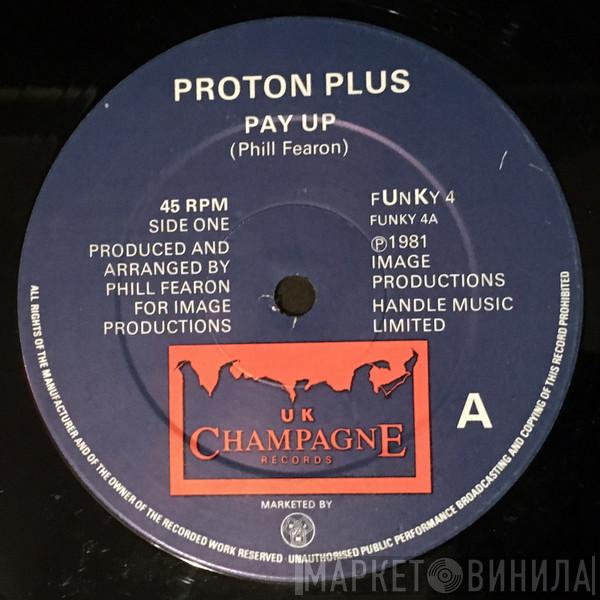 PROTON PLUS
PAY UP
(Phill Fearon)
45 RPM
SIDE ONE
PRODUCED AND
ARRANGED BY
PHILL FEARON
FOR IMAGE
PRODUCTIONS
FUNKY 4
FUNKY 4A
℗1981
IMAGE
PRODUCTIONS
HANDLE MUSIC
LIMITED
UK
CHAMPAGNE
RECORDS
A
MARKETED BY
ALL RIGHTS OF THE MANUFACTURER AND OF THE OWNER OF THE RECORDED WORK RESERVED · UNAUTHORISED PUBLIC PERFORMANCE BROADCASTING AND COPYING OF THIS RECORD PROHIBITED
МАРКЕТ ВИНИЛА